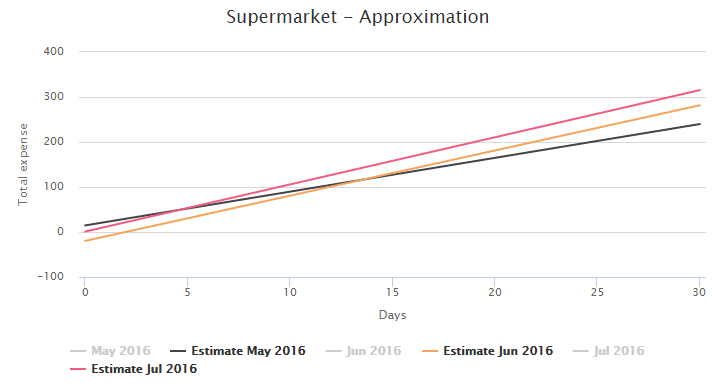 Supermarket – Approximation
400
300
200
100
0
−100
Total expense
0 5 10 15 20 25 30
Days
May 2016 Estimate May 2016 Jun 2016 Estimate Jun 2016 Jul 2016
Estimate Jul 2016